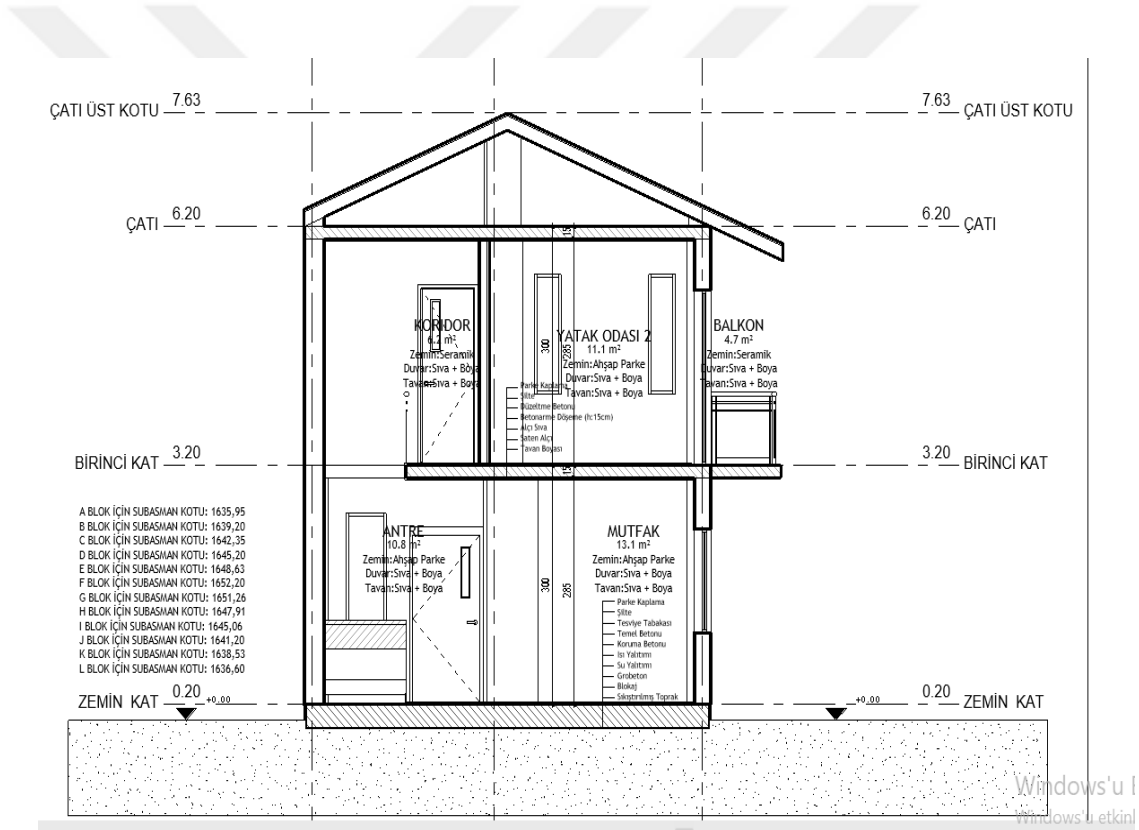 ÇATI ÜST KOTU 7.63
7.63 ÇATI ÜST KOTU
ÇATI 6.20
6.20 ÇATI
15
KORİDOR
6.2 m²
Zemin:Seramik
Duvar:Sıva + Boya
Tavan:Sıva + Boya
YATAK ODASI 2
11.1 m²
Zemin:Ahşap Parke
Duvar:Sıva + Boya
Tavan:Sıva + Boya
300
285
BALKON
4.7 m²
Zemin:Seramik
Duvar:Sıva + Boya
Tavan:Sıva + Boya
Parke Kaplama
Şilte
Düzeltme Betonu
Betonarme Döşeme (h:15cm)
Alçı Sıva
Saten Alçı
Tavan Boyası
BİRİNCİ KAT 3.20
15
3.20 BİRİNCİ KAT
A BLOK İÇİN SUBASMAN KOTU: 1635,95
B BLOK İÇİN SUBASMAN KOTU: 1639,20
C BLOK İÇİN SUBASMAN KOTU: 1642,35
D BLOK İÇİN SUBASMAN KOTU: 1645,20
E BLOK İÇİN SUBASMAN KOTU: 1648,63
F BLOK İÇİN SUBASMAN KOTU: 1652,20
G BLOK İÇİN SUBASMAN KOTU: 1651,26
H BLOK İÇİN SUBASMAN KOTU: 1647,91
I BLOK İÇİN SUBASMAN KOTU: 1645,06
J BLOK İÇİN SUBASMAN KOTU: 1641,20
K BLOK İÇİN SUBASMAN KOTU: 1638,53
L BLOK İÇİN SUBASMAN KOTU: 1636,60
ANTRE
10.8 m²
Zemin:Ahşap Parke
Duvar:Sıva + Boya
Tavan:Sıva + Boya
300
285
MUTFAK
13.1 m²
Zemin:Ahşap Parke
Duvar:Sıva + Boya
Tavan:Sıva + Boya
Parke Kaplama
Şilte
Tesviye Tabakası
Temel Betonu
Koruma Betonu
Isı Yalıtımı
Su Yalıtımı
Grobeton
Blokaj
Sıkıştırılmış Toprak
ZEMİN KAT 0.20 +0.00
+0.00 0.20 ZEMİN KAT
Windows'u E
Windows'u etkinl